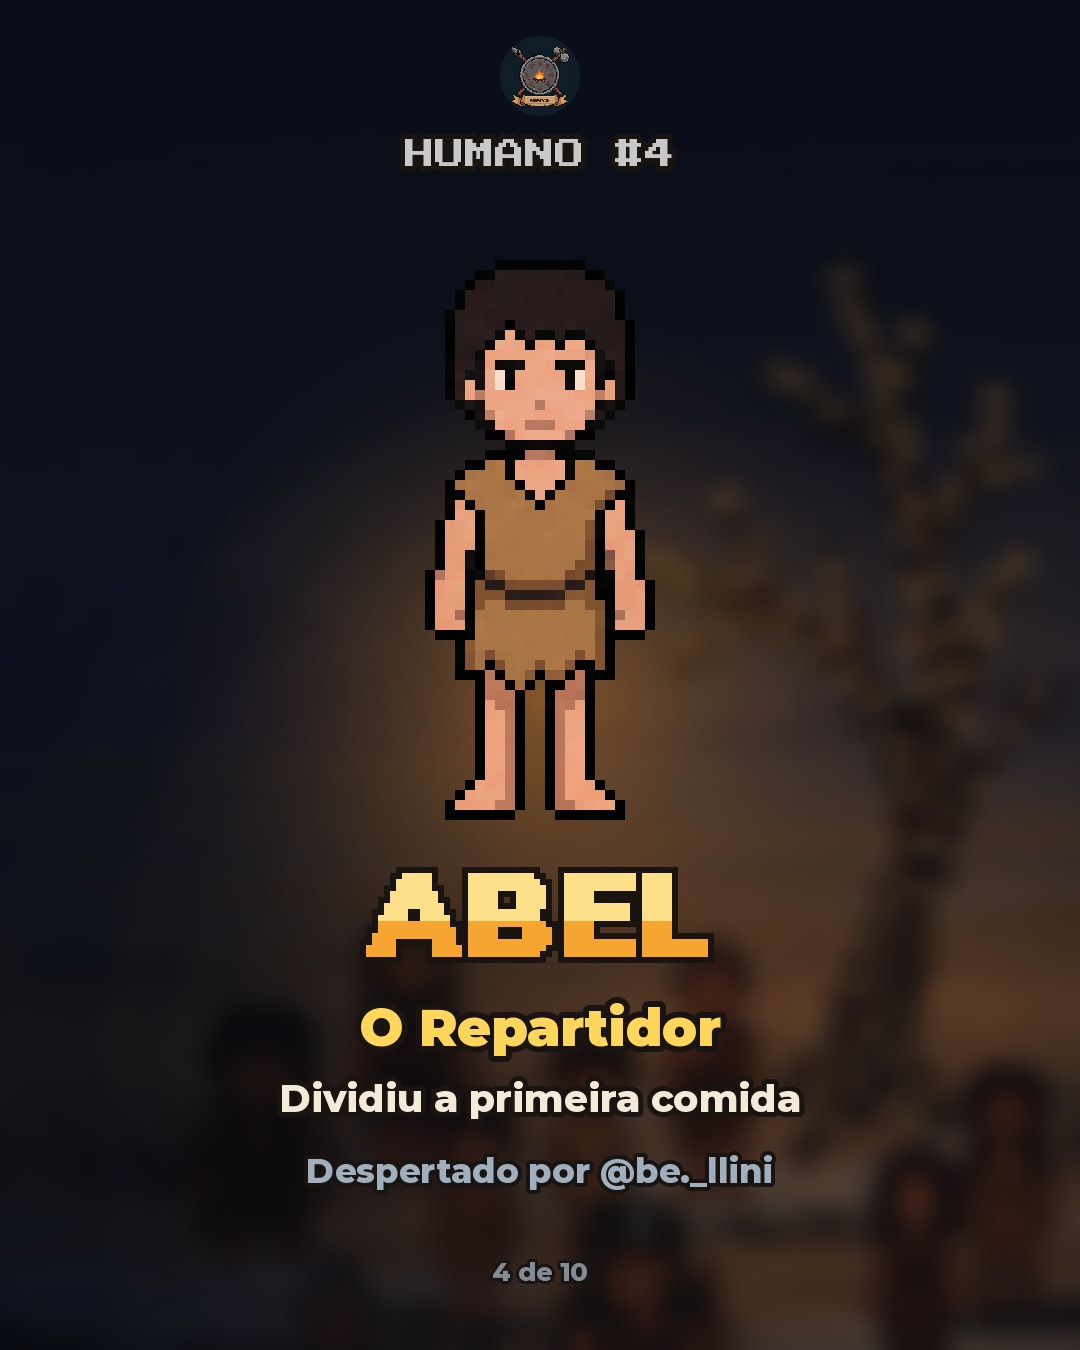 HUMANO #4
ABEL
O Repartidor
Dividiu a primeira comida
Despertado por @be._llini
4 de 10